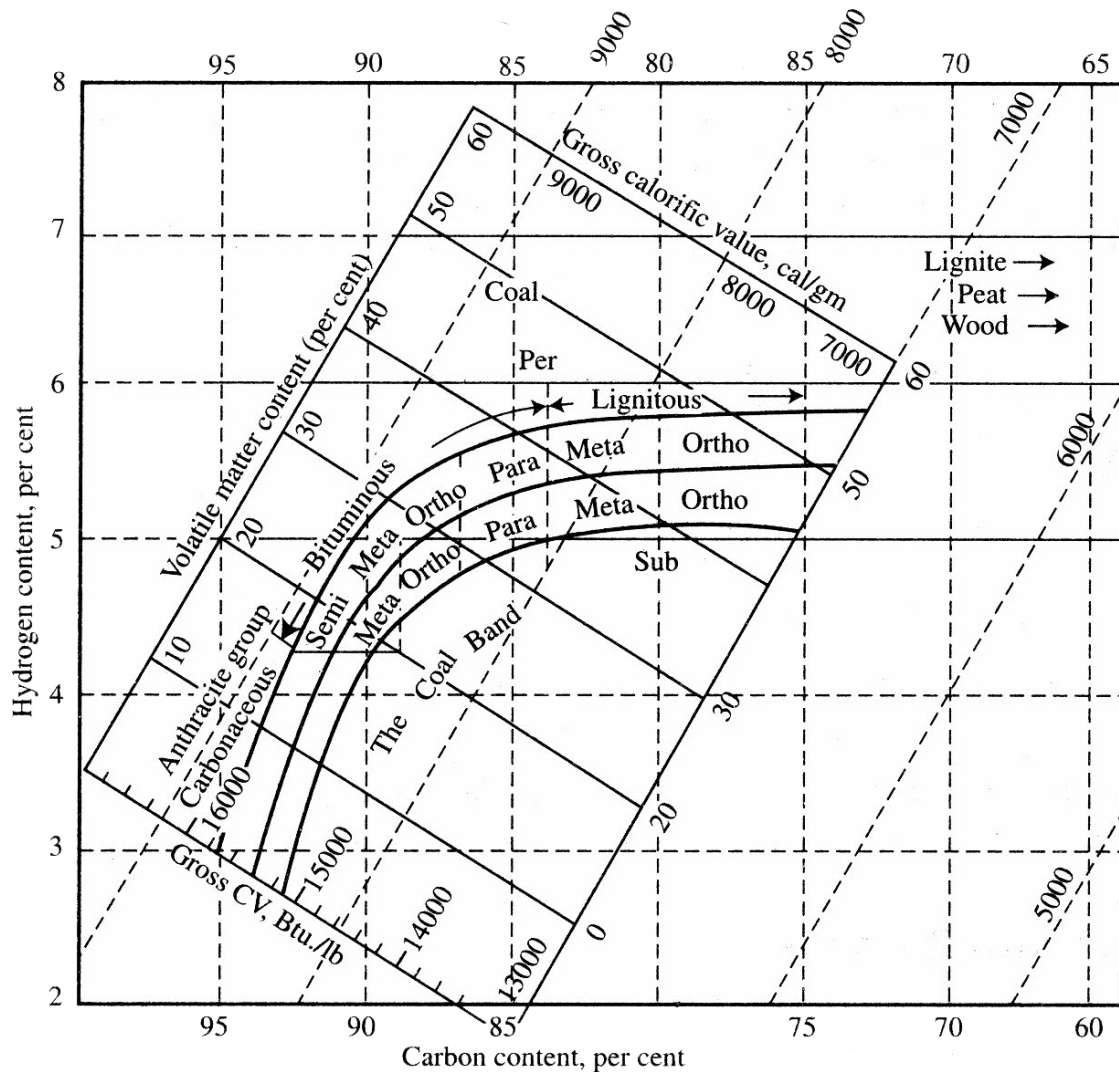 95 90 85 9000 80 85 8000 70 65
8
7
6
5
4
3
2
Hydrogen content, per cent
60
50
40
30
20
10
Volatile matter content (per cent)
Gross calorific value, cal/gm
9000
8000
7000
7000
6000
5000
Lignite
Peat
Wood
Coal
Per
Lignitous
Bituminous
Semi Meta Ortho Para Meta Ortho
Meta Ortho Para Meta Ortho
Sub
The Coal Band
Anthracite group
Carbonaceous
60
50
30
20
0
16000
15000
14000
13000
Gross CV, Btu./lb
95 90 85 80 75 70 60
Carbon content, per cent